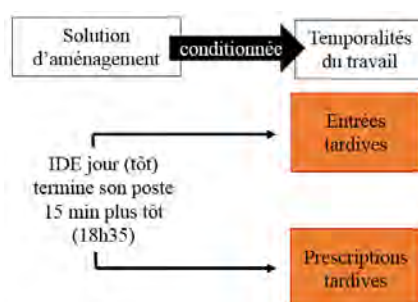 Solution
d'aménagement
conditionnée
Temporalités
du travail
Entrées
tardives
IDE jour (tôt)
termine son poste
15 min plus tôt
(18h35)
Prescriptions
tardives